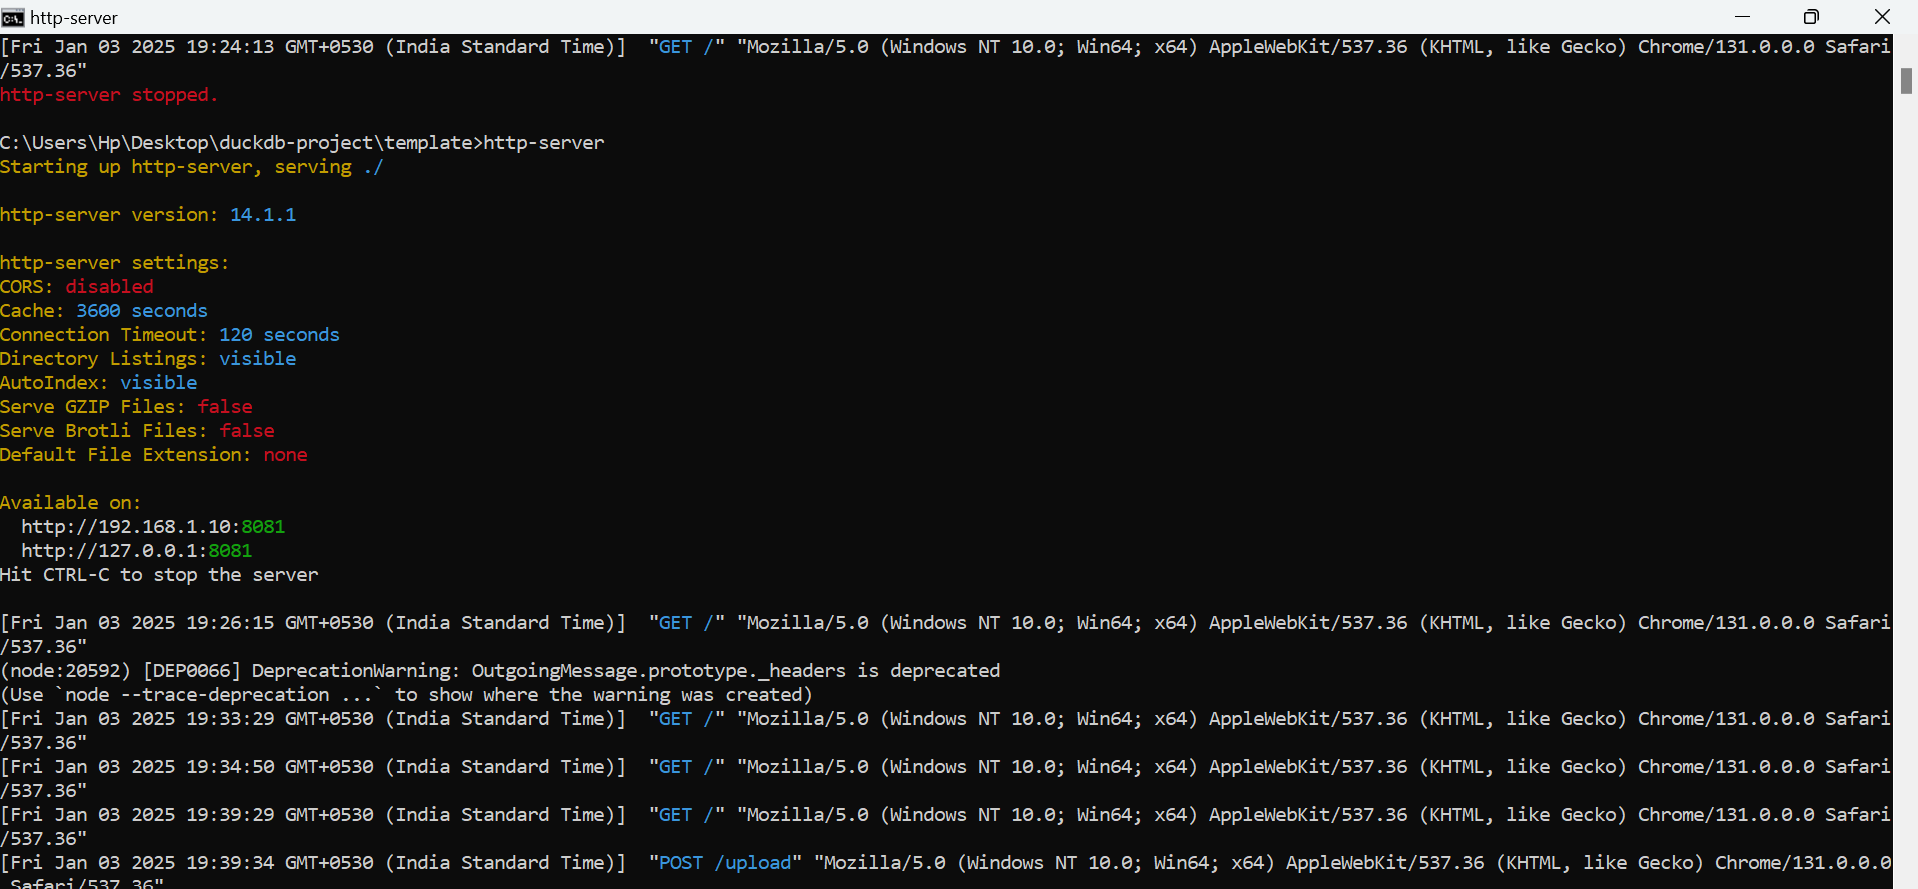 http-server
[Fri Jan 03 2025 19:24:13 GMT+0530 (India Standard Time)]  "GET /" "Mozilla/5.0 (Windows NT 10.0; Win64; x64) AppleWebKit/537.36 (KHTML, like Gecko) Chrome/131.0.0.0 Safari
/537.36"
http-server stopped.
C:\Users\Hp\Desktop\duckdb-project\template>http-server
Starting up http-server, serving ./
http-server version: 14.1.1
http-server settings:
CORS: disabled
Cache: 3600 seconds
Connection Timeout: 120 seconds
Directory Listings: visible
AutoIndex: visible
Serve GZIP Files: false
Serve Brotli Files: false
Default File Extension: none
Available on:
  http://192.168.1.10:8081
  http://127.0.0.1:8081
Hit CTRL-C to stop the server
[Fri Jan 03 2025 19:26:15 GMT+0530 (India Standard Time)]  "GET /" "Mozilla/5.0 (Windows NT 10.0; Win64; x64) AppleWebKit/537.36 (KHTML, like Gecko) Chrome/131.0.0.0 Safari
/537.36"
(node:20592) [DEP0066] DeprecationWarning: OutgoingMessage.prototype._headers is deprecated
(Use `node --trace-deprecation ...` to show where the warning was created)
[Fri Jan 03 2025 19:33:29 GMT+0530 (India Standard Time)]  "GET /" "Mozilla/5.0 (Windows NT 10.0; Win64; x64) AppleWebKit/537.36 (KHTML, like Gecko) Chrome/131.0.0.0 Safari
/537.36"
[Fri Jan 03 2025 19:34:50 GMT+0530 (India Standard Time)]  "GET /" "Mozilla/5.0 (Windows NT 10.0; Win64; x64) AppleWebKit/537.36 (KHTML, like Gecko) Chrome/131.0.0.0 Safari
/537.36"
[Fri Jan 03 2025 19:39:29 GMT+0530 (India Standard Time)]  "GET /" "Mozilla/5.0 (Windows NT 10.0; Win64; x64) AppleWebKit/537.36 (KHTML, like Gecko) Chrome/131.0.0.0 Safari
/537.36"
[Fri Jan 03 2025 19:39:34 GMT+0530 (India Standard Time)]  "POST /upload" "Mozilla/5.0 (Windows NT 10.0; Win64; x64) AppleWebKit/537.36 (KHTML, like Gecko) Chrome/131.0.0.0
 Safari/537.36"